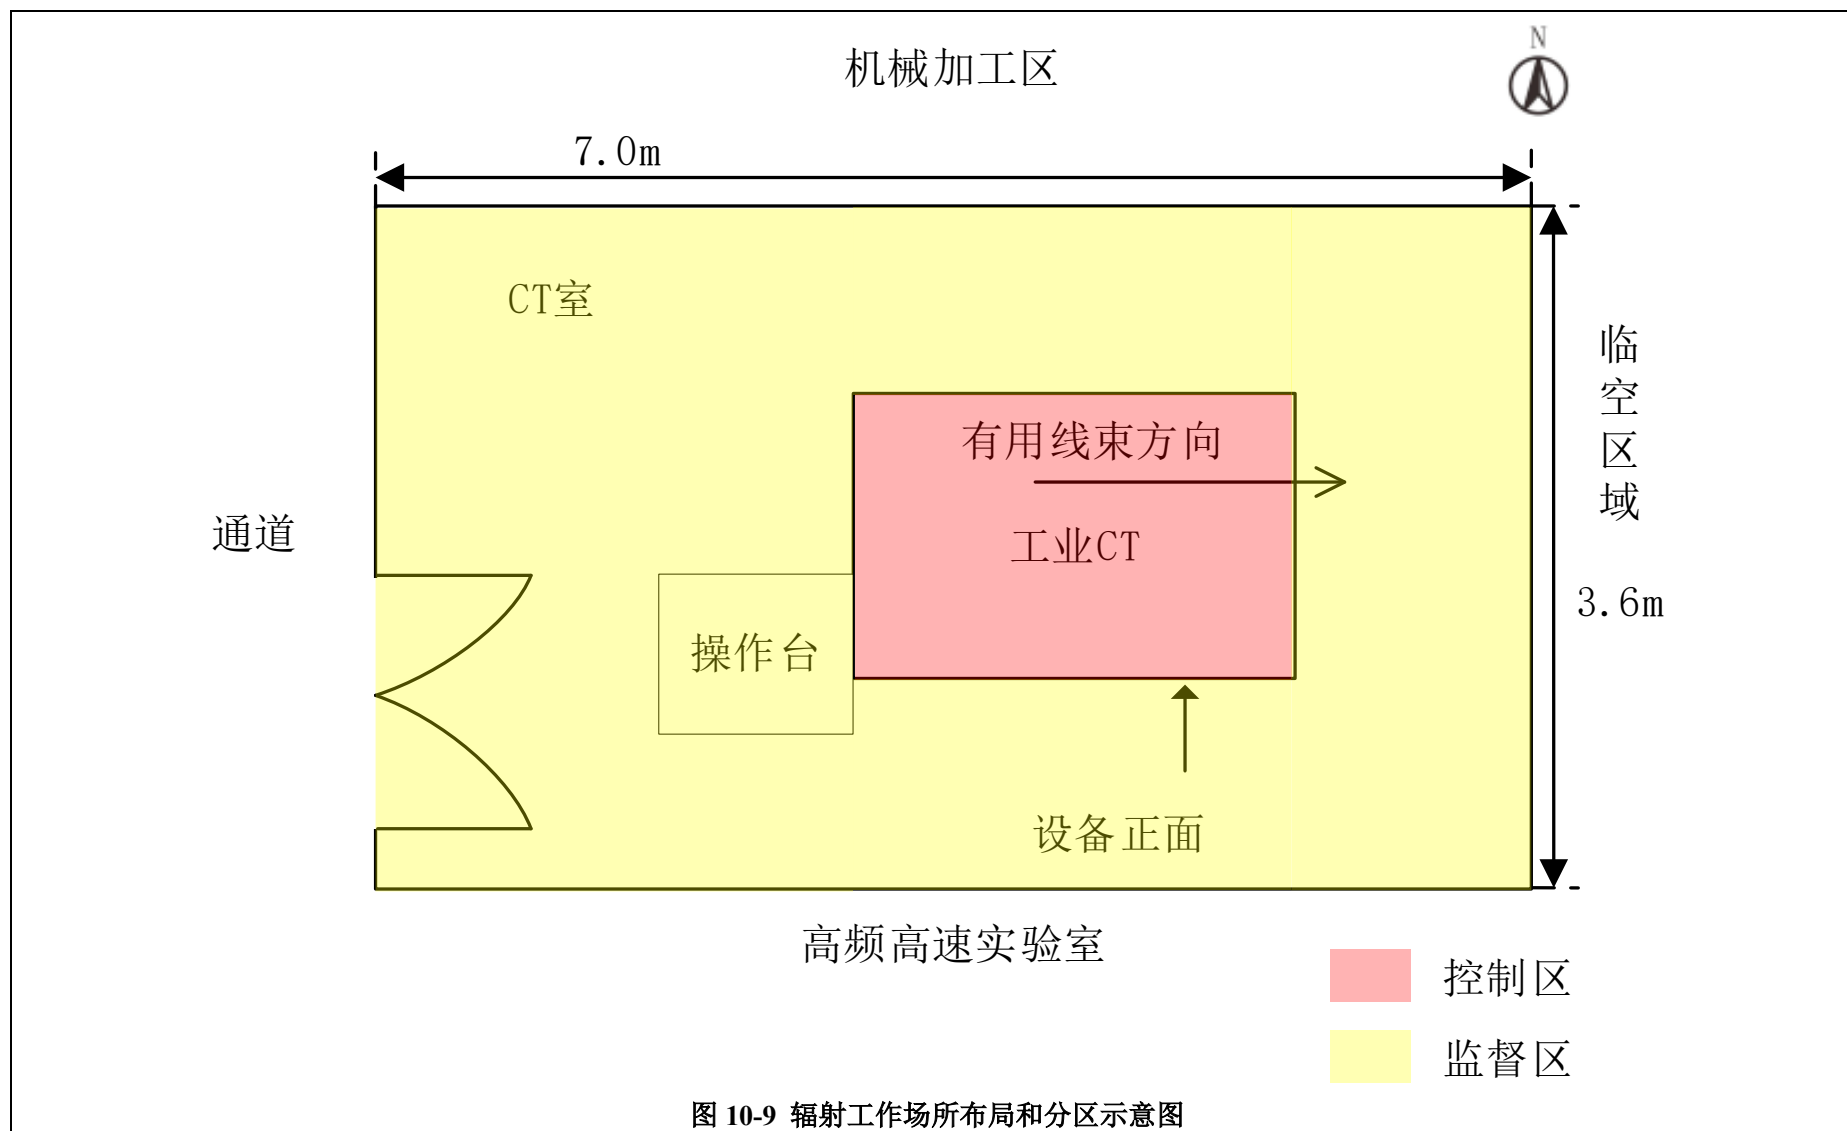 N
机械加工区
7.0m
CT室
临空区域
有用线束方向
通道
工业CT
3.6m
操作台
设备正面
高频高速实验室
控制区
监督区
图 10-9 辐射工作场所布局和分区示意图